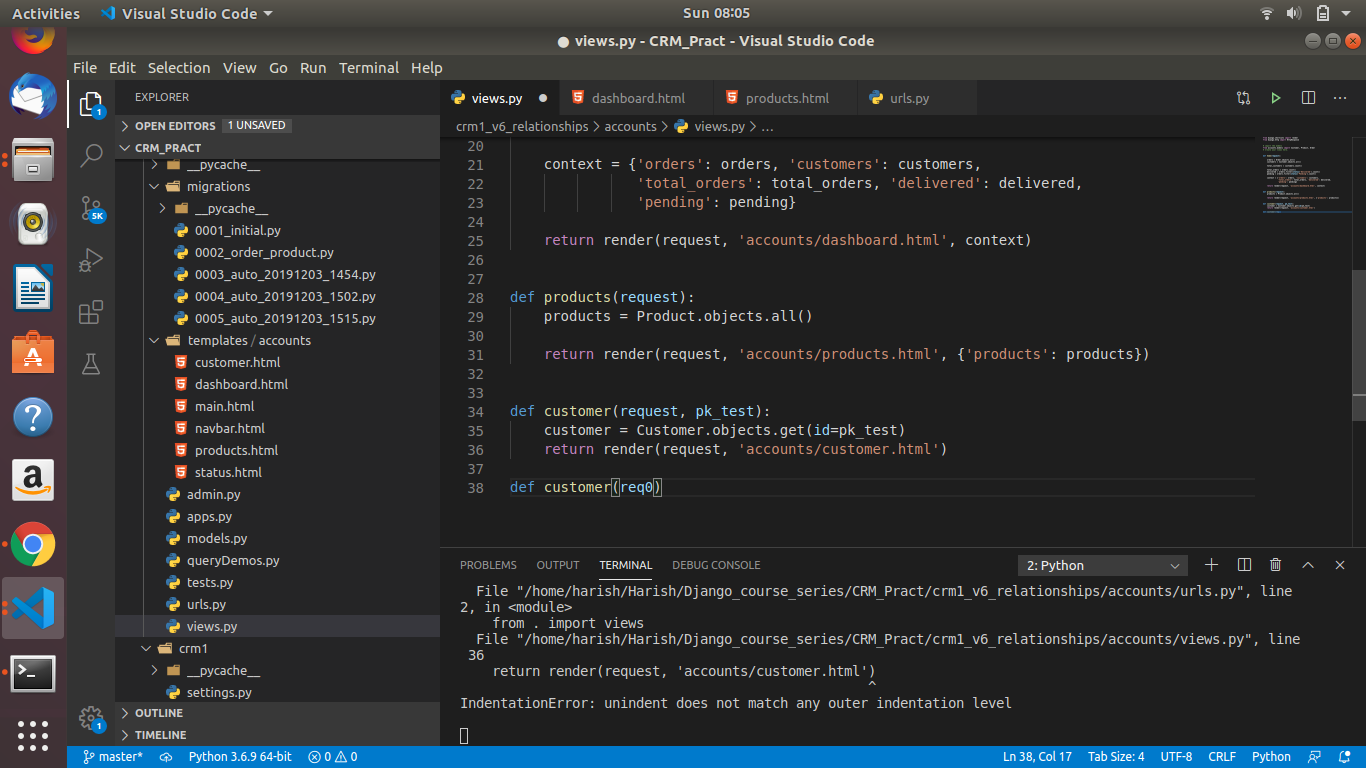 Activities
Visual Studio Code
Sun 08:05
● views.py - CRM_Pract - Visual Studio Code
File Edit Selection View Go Run Terminal Help
EXPLORER
OPEN EDITORS 1 UNSAVED
CRM_PRACT
__pycache__
migrations
__pycache__
0001_initial.py
0002_order_product.py
0003_auto_20191203_1454.py
0004_auto_20191203_1502.py
0005_auto_20191203_1515.py
templates / accounts
customer.html
dashboard.html
main.html
navbar.html
products.html
status.html
admin.py
apps.py
models.py
queryDemos.py
tests.py
urls.py
views.py
crm1
__pycache__
settings.py
OUTLINE
TIMELINE
1
5K
1
views.py
dashboard.html
products.html
urls.py
crm1_v6_relationships > accounts > views.py > ...
20
21 context = {'orders': orders, 'customers': customers,
22 'total_orders': total_orders, 'delivered': delivered,
23 'pending': pending}
24
25 return render(request, 'accounts/dashboard.html', context)
26
27
28 def products(request):
29 products = Product.objects.all()
30
31 return render(request, 'accounts/products.html', {'products': products})
32
33
34 def customer(request, pk_test):
35 customer = Customer.objects.get(id=pk_test)
36 return render(request, 'accounts/customer.html')
37
38 def customer(req0)
PROBLEMS OUTPUT TERMINAL DEBUG CONSOLE
2: Python
File "/home/harish/Harish/Django_course_series/CRM_Pract/crm1_v6_relationships/accounts/urls.py", line
2, in <module>
from . import views
File "/home/harish/Harish/Django_course_series/CRM_Pract/crm1_v6_relationships/accounts/views.py", line
36
return render(request, 'accounts/customer.html')
^
IndentationError: unindent does not match any outer indentation level
master*
Python 3.6.9 64-bit
0 0
Ln 38, Col 17
Tab Size: 4
UTF-8
CRLF
Python